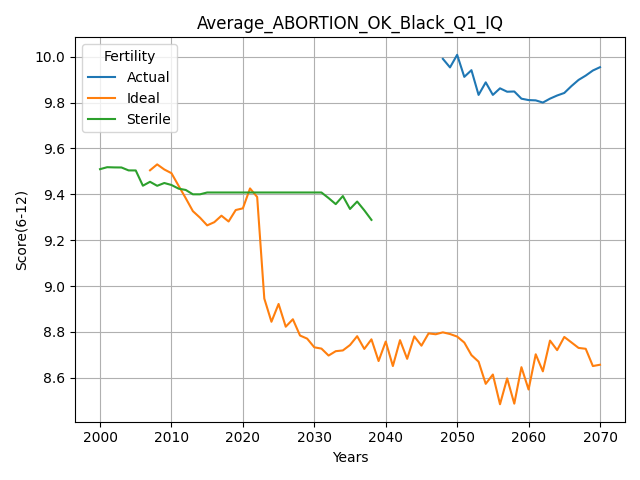 Average_ABORTION_OK_Black_Q1_IQ
Fertility
Actual
Ideal
Sterile
Score(6-12)
10.0
9.8
9.6
9.4
9.2
9.0
8.8
8.6
2000 2010 2020 2030 2040 2050 2060 2070
Years